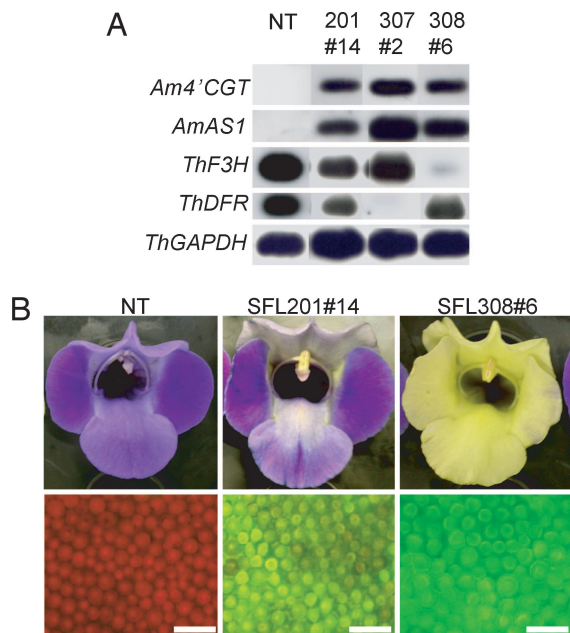 A
NT 201 307 308
#14 #2 #6
Am4'CGT
AmAS1
ThF3H
ThDFR
ThGAPDH
B
NT SFL201#14 SFL308#6